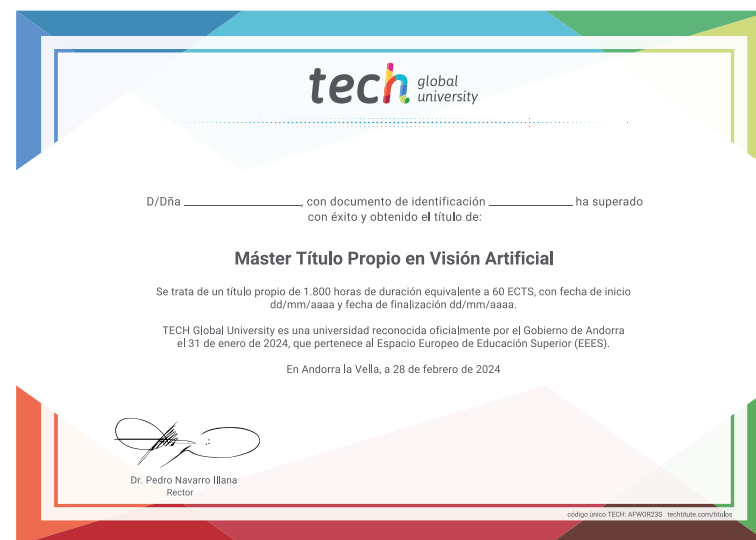 tech global university
D/Dña ____________________, con documento de identificación ______________ ha superado
con éxito y obtenido el título de:
Máster Título Propio en Visión Artificial
Se trata de un título propio de 1.800 horas de duración equivalente a 60 ECTS, con fecha de inicio
dd/mm/aaaa y fecha de finalización dd/mm/aaaa.
TECH Global University es una universidad reconocida oficialmente por el Gobierno de Andorra
el 31 de enero de 2024, que pertenece al Espacio Europeo de Educación Superior (EEES).
En Andorra la Vella, a 28 de febrero de 2024
Dr. Pedro Navarro Illana
Rector
código único TECH: AFWOR23S techtitute.com/titulos